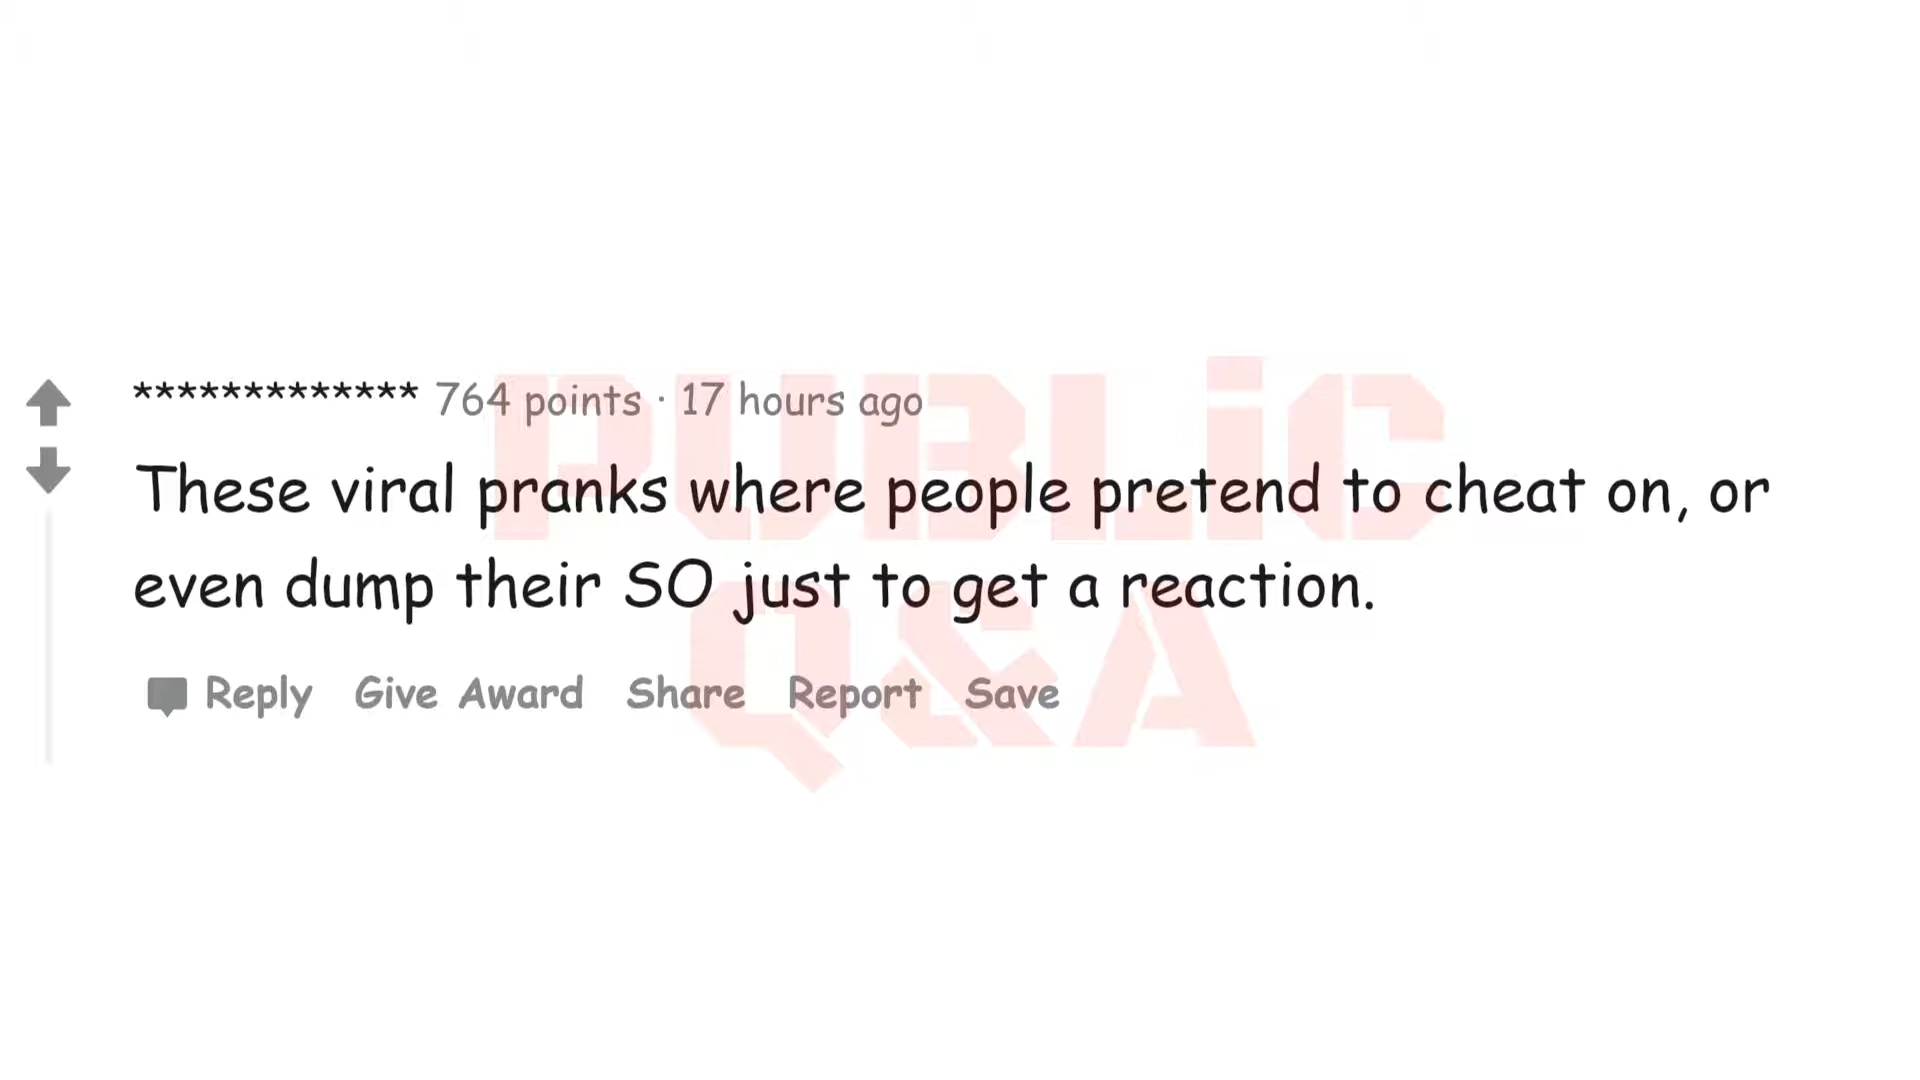 ************* 764 points · 17 hours ago
These viral pranks where people pretend to cheat on, or
even dump their SO just to get a reaction.
Reply Give Award Share Report Save
PUBLiC
Q&A